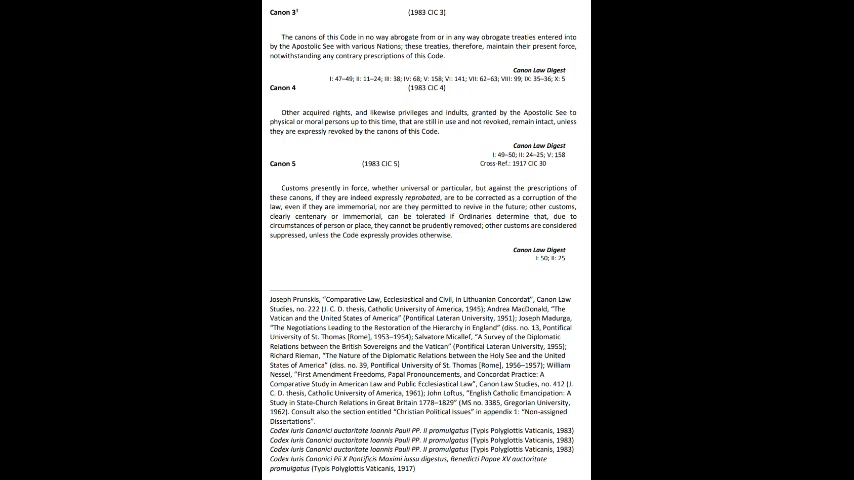 Canon 3¹ (1983 CIC 3)
The canons of this Code in no way abrogate from or in any way obrogate treaties entered into
by the Apostolic See with various Nations; these treaties, therefore, maintain their present force,
notwithstanding any contrary prescriptions of this Code.
Canon Law Digest
I: 47–49; II: 11–24; III: 38; IV: 68; V: 158; VI: 141; VII: 62–63; VIII: 99; IX: 35–36; X: 5
Canon 4 (1983 CIC 4)
Other acquired rights, and likewise privileges and indults, granted by the Apostolic See to
physical or moral persons up to this time, that are still in use and not revoked, remain intact, unless
they are expressly revoked by the canons of this Code.
Canon Law Digest
I: 49–50; II: 24–25; V: 158
Canon 5 (1983 CIC 5) Cross-Ref.: 1917 CIC 30
Customs presently in force, whether universal or particular, but against the prescriptions of
these canons, if they are indeed expressly reprobated, are to be corrected as a corruption of the
law, even if they are immemorial, nor are they permitted to revive in the future; other customs,
clearly centenary or immemorial, can be tolerated if Ordinaries determine that, due to
circumstances of person or place, they cannot be prudently removed; other customs are considered
suppressed, unless the Code expressly provides otherwise.
Canon Law Digest
I: 50; II: 25
Joseph Prunskis, "Comparative Law, Ecclesiastical and Civil, in Lithuanian Concordat", Canon Law
Studies, no. 222 (J. C. D. thesis, Catholic University of America, 1945); Andrea MacDonald, "The
Vatican and the United States of America" (Pontifical Lateran University, 1951); Joseph Madurga,
"The Negotiations Leading to the Restoration of the Hierarchy in England" (diss. no. 13, Pontifical
University of St. Thomas [Rome], 1953–1954); Salvatore Micallef, "A Survey of the Diplomatic
Relations between the British Sovereigns and the Vatican" (Pontifical Lateran University, 1955);
Richard Rieman, "The Nature of the Diplomatic Relations between the Holy See and the United
States of America" (diss. no. 39, Pontifical University of St. Thomas [Rome], 1956–1957); William
Nessel, "First Amendment Freedoms, Papal Pronouncements, and Concordat Practice: A
Comparative Study in American Law and Public Ecclesiastical Law", Canon Law Studies, no. 412 (J.
C. D. thesis, Catholic University of America, 1961); John Loftus, "English Catholic Emancipation: A
Study in State-Church Relations in Great Britain 1778–1829" (MS no. 3385, Gregorian University,
1962). Consult also the section entitled "Christian Political Issues" in appendix 1: "Non-assigned
Dissertations".
Codex Iuris Canonici auctoritate Ioannis Pauli PP. II promulgatus (Typis Polyglottis Vaticanis, 1983)
Codex Iuris Canonici auctoritate Ioannis Pauli PP. II promulgatus (Typis Polyglottis Vaticanis, 1983)
Codex Iuris Canonici auctoritate Ioannis Pauli PP. II promulgatus (Typis Polyglottis Vaticanis, 1983)
Codex Iuris Canonici Pii X Pontificis Maximi iussu digestus, Benedicti Papae XV auctoritate
promulgatus (Typis Polyglottis Vaticanis, 1917)